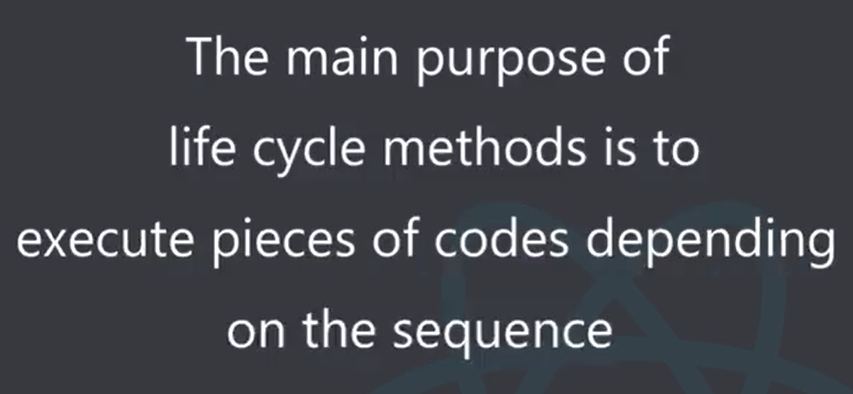 The main purpose of
life cycle methods is to
execute pieces of codes depending
on the sequence